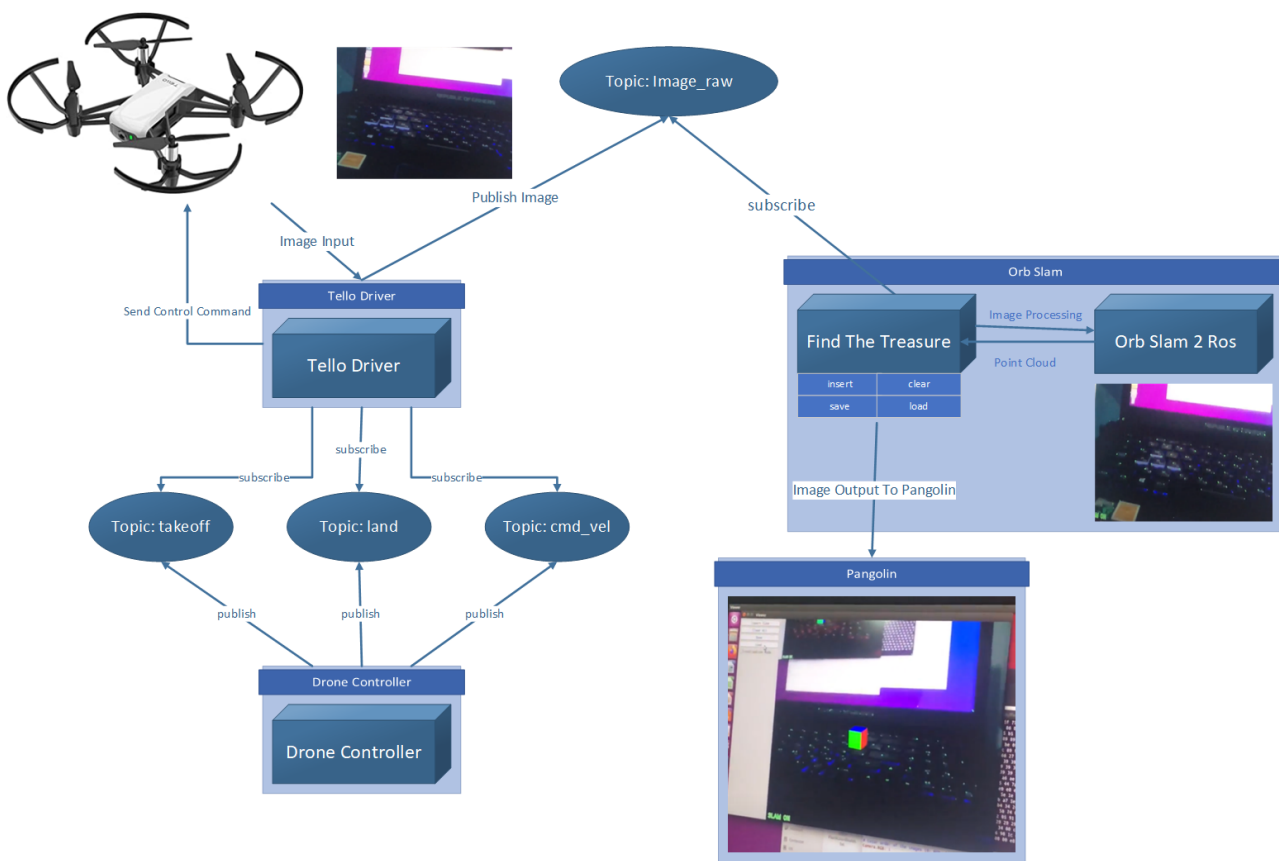 Topic: Image_raw
Publish Image
subscribe
Image Input
Orb Slam
Tello Driver
Send Control Command
Image Processing
Find The Treasure
Orb Slam 2 Ros
Tello Driver
Point Cloud
insert
clear
save
load
subscribe
subscribe
subscribe
Image Output To Pangolin
Topic: takeoff
Topic: land
Topic: cmd_vel
Pangolin
publish
publish
publish
Drone Controller
Drone Controller
SLAM ON